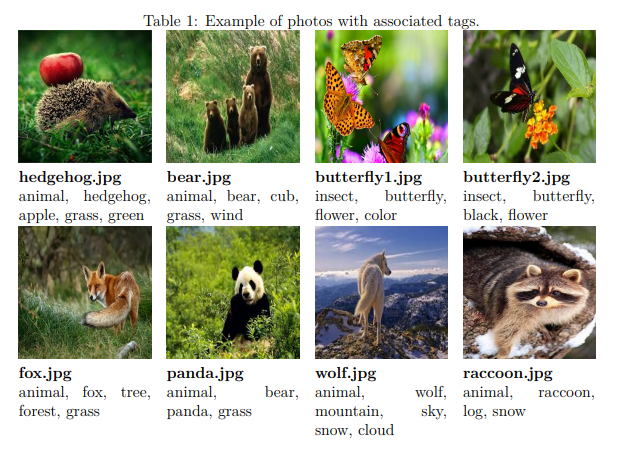 Table 1: Example of photos with associated tags.
hedgehog.jpg
animal, hedgehog,
apple, grass, green
bear.jpg
animal, bear, cub,
grass, wind
butterfly1.jpg
insect, butterfly,
flower, color
butterfly2.jpg
insect, butterfly,
black, flower
fox.jpg
animal, fox, tree,
forest, grass
panda.jpg
animal, bear,
panda, grass
wolf.jpg
animal, wolf,
mountain, sky,
snow, cloud
raccoon.jpg
animal, raccoon,
log, snow